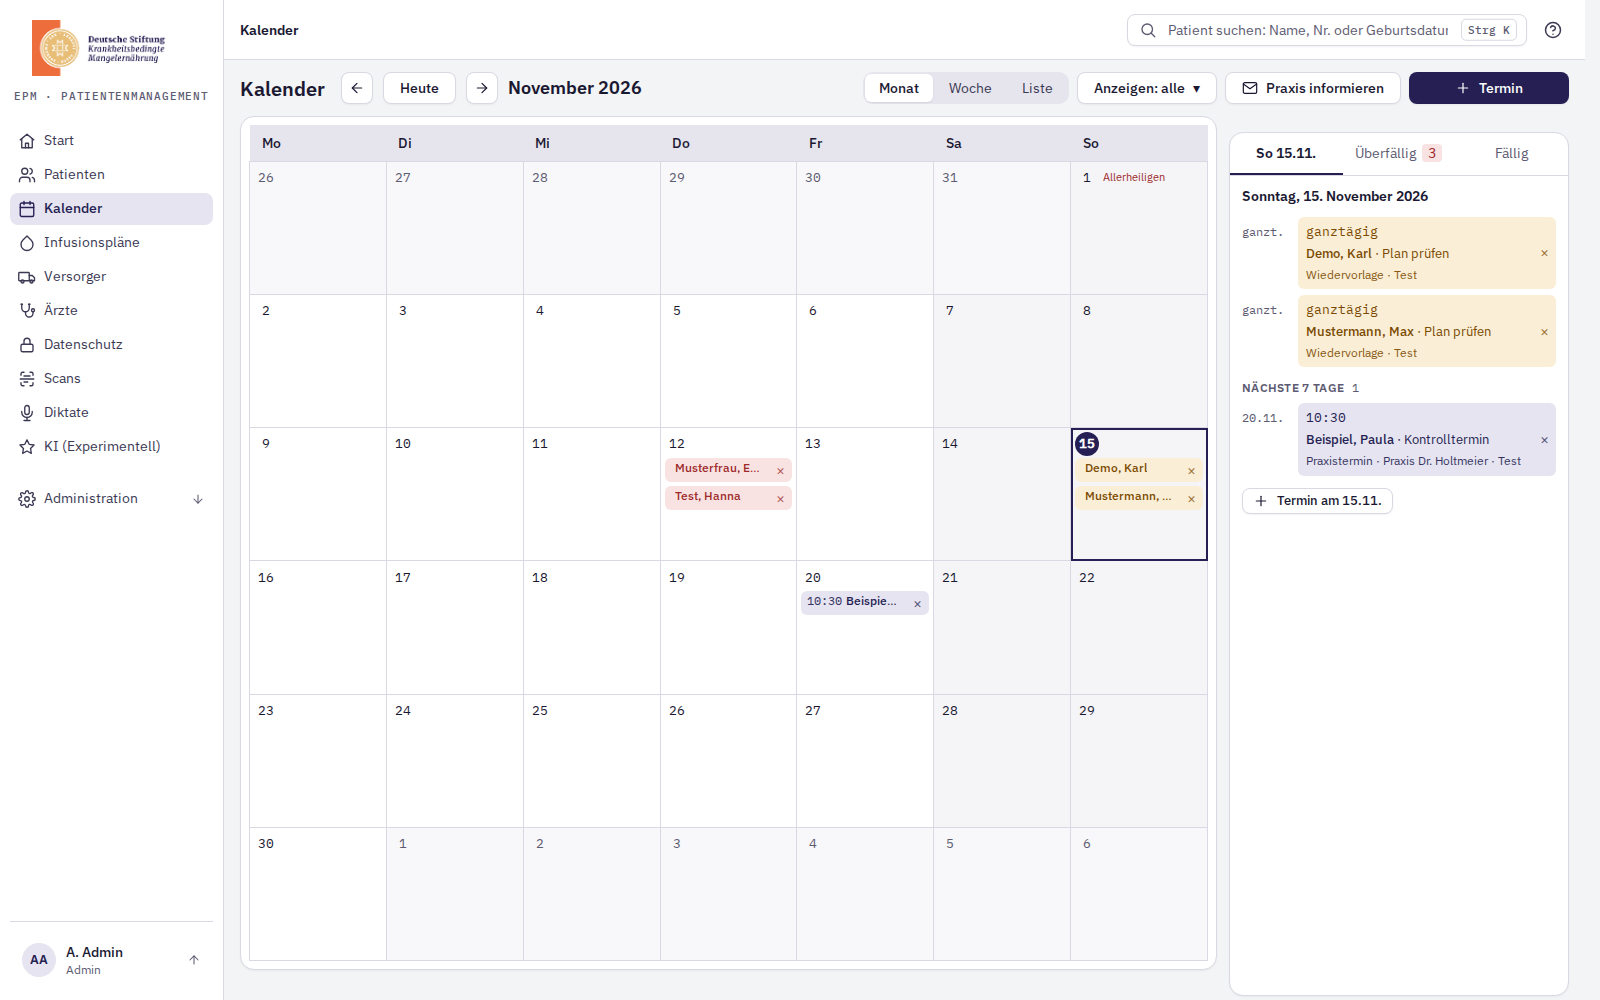 Deutsche Stiftung
Krankheitsbedingte
Mangelernährung
EPM · PATIENTENMANAGEMENT
Start
Patienten
Kalender
Infusionspläne
Versorger
Ärzte
Datenschutz
Scans
Diktate
KI (Experimentell)
Administration
AA
A. Admin
Admin
Kalender
Patient suchen: Name, Nr. oder Geburtsdatur
Strg K
Kalender
Heute
November 2026
Monat Woche Liste
Anzeigen: alle
Praxis informieren
Termin
Mo Di Mi Do Fr Sa So
26 27 28 29 30 31 1 Allerheiligen
2 3 4 5 6 7 8
9 10 11 12 13 14 15
Musterfrau, E... ×
Test, Hanna ×
Demo, Karl ×
Mustermann, ... ×
16 17 18 19 20 21 22
10:30 Beispie... ×
23 24 25 26 27 28 29
30 1 2 3 4 5 6
So 15.11. Überfällig 3 Fällig
Sonntag, 15. November 2026
ganzt.
ganztägig
Demo, Karl · Plan prüfen ×
Wiedervorlage · Test
ganzt.
ganztägig
Mustermann, Max · Plan prüfen ×
Wiedervorlage · Test
NÄCHSTE 7 TAGE 1
20.11.
10:30
Beispiel, Paula · Kontrolltermin ×
Praxistermin · Praxis Dr. Holtmeier · Test
Termin am 15.11.